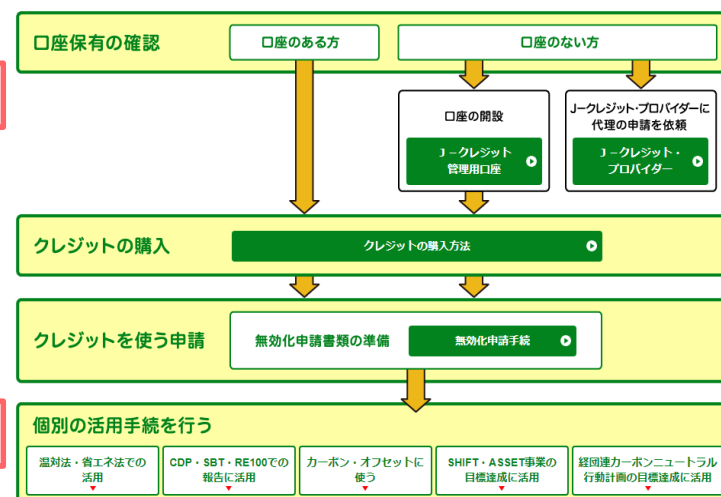 口座保有の確認
口座のある方
口座のない方
口座の開設
J-クレジット
管理用口座
J-クレジット・プロバイダーに
代理の申請を依頼
J-クレジット・
プロバイダー
クレジットの購入
クレジットの購入方法
クレジットを使う申請
無効化申請書類の準備
無効化申請手続
個別の活用手続を行う
温対法・省エネ法での
活用
CDP・SBT・RE100での
報告に活用
カーボン・オフセットに
使う
SHIFT・ASSET事業の
目標達成に活用
経団連カーボンニュートラル
行動計画の目標達成に活用